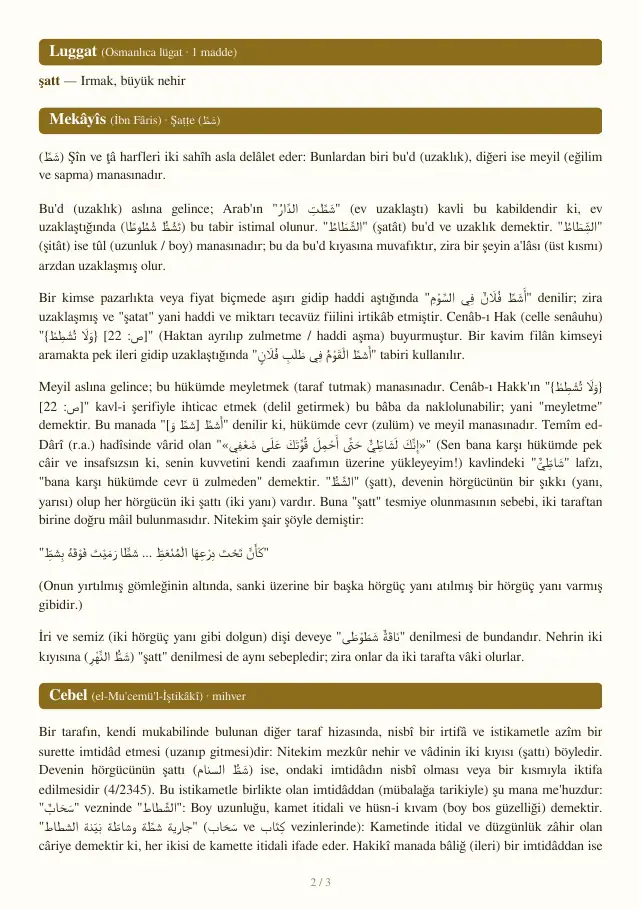 Luggat (Osmanlıca lügat · 1 madde)
şatt — Irmak, büyük nehir
Mekâyîs (İbn Fâris) · Şaṭṭe (شَطَّ)
(شَطَّ) Şîn ve ţâ harfleri iki sahîh asla delâlet eder: Bunlardan biri bu'd (uzaklık), diğeri ise meyil (eğilim
ve sapma) manasınadır.
Bu'd (uzaklık) aslına gelince; Arab'ın "شَطَّتِ الدَّارُ" (ev uzaklaştı) kavli bu kabildendir ki, ev
uzaklaştığında (تَشُطُّ شُطُوطًا) bu tabir istimal olunur. "الشَّطَاطُ" (şatât) bu'd ve uzaklık demektir. "الشِّطَاطُ"
(şitât) ise tûl (uzunluk / boy) manasınadır; bu da bu'd kıyasına muvafıktır, zira bir şeyin a'lâsı (üst kısmı)
arzdan uzaklaşmış olur.
Bir kimse pazarlıkta veya fiyat biçmede aşırı gidip haddi aştığında "أَشَطَّ فُلَانٌ فِي السَّوْمِ" denilir; zira
uzaklaşmış ve "şatat" yani haddi ve miktarı tecavüz fiilini irtikâb etmiştir. Cenâb-ı Hak (celle senâuhu)
"{وَلَا تُشْطِطْ} [ص: 22]" (Haktan ayrılıp zulmetme / haddi aşma) buyurmuştur. Bir kavim filân kimseyi
aramakta pek ileri gidip uzaklaştığında "أَشَطَّ الْقَوْمُ فِي طَلَبِ فُلَانٍ" tabiri kullanılır.
Meyil aslına gelince; bu hükümde meyletmek (taraf tutmak) manasınadır. Cenâb-ı Hakk'ın "{وَلَا تُشْطِطْ}
[ص: 22]" kavl-i şerifiyle ihticac etmek (delil getirmek) bu bâba da naklolunabilir; yani "meyletme"
demektir. Bu manada "[شَطَّ وَ] أَشَطَّ" denilir ki, hükümde cevr (zulüm) ve meyil manasınadır. Temîm ed-
Dârî (r.a.) hadîsinde vârid olan "«إِنَّكَ لَشَاطِّيٌّ حَتَّى أَحْمِلَ قُوَّتَكَ عَلَى ضَعْفِي»" (Sen bana karşı hükümde pek
câir ve insafsızsın ki, senin kuvvetini kendi zaafımın üzerine yükleyeyim!) kavlindeki "شَاطِّيٌّ" lafzı,
"bana karşı hükümde cevr ü zulmeden" demektir. "الشَّطُّ" (şatt), devenin hörgücünün bir şıkkı (yanı,
yarısı) olup her hörgücün iki şattı (iki yanı) vardır. Buna "şatt" tesmiye olunmasının sebebi, iki taraftan
birine doğru mâil bulunmasıdır. Nitekim şair şöyle demiştir:
"كَأَنَّ تَحْتَ دِرْعِهَا الْمُنْعَطِّ ... شَطًّا رَمَيْتَ فَوْقَهُ بِشَطِّ"
(Onun yırtılmış gömleğinin altında, sanki üzerine bir başka hörgüç yanı atılmış bir hörgüç yanı varmış
gibidir.)
İri ve semiz (iki hörgüç yanı gibi dolgun) dişi deveye "نَاقَةٌ شَطَوْطَى" denilmesi de bundandır. Nehrin iki
kıyısına (شَطُّ النَّهْرِ) "şatt" denilmesi de aynı sebepledir; zira onlar da iki tarafta vâki olurlar.
Cebel (el-Mu'cemü'l-İştikâkî) · mihver
Bir tarafın, kendi mukabilinde bulunan diğer taraf hizasında, nisbî bir irtifâ ve istikametle azîm bir
surette imtidâd etmesi (uzanıp gitmesi)dir: Nitekim mezkûr nehir ve vâdinin iki kıyısı (şattı) böyledir.
Devenin hörgücünün şattı (شَطُّ السنام) ise, ondaki imtidâdın nisbî olması veya bir kısmıyla iktifa
edilmesidir (4/2345). Bu istikametle birlikte olan imtidâddan (mübalağa tarikiyle) şu mana me'huzdur:
"سَحَابٌ" vezninde "الشَّطاط": Boy uzunluğu, kamet itidali ve hüsn-i kıvam (boy bos güzelliği) demektir.
"جارية شطّة وشاطّة بَيّنة الشطاط" (سَحاب ve كِتَاب vezinlerinde): Kametinde itidal ve düzgünlük zâhir olan
câriye demektir ki, her ikisi de kamette itidali ifade eder. Hakikî manada bâliğ (ileri) bir imtidâddan ise
2 / 3